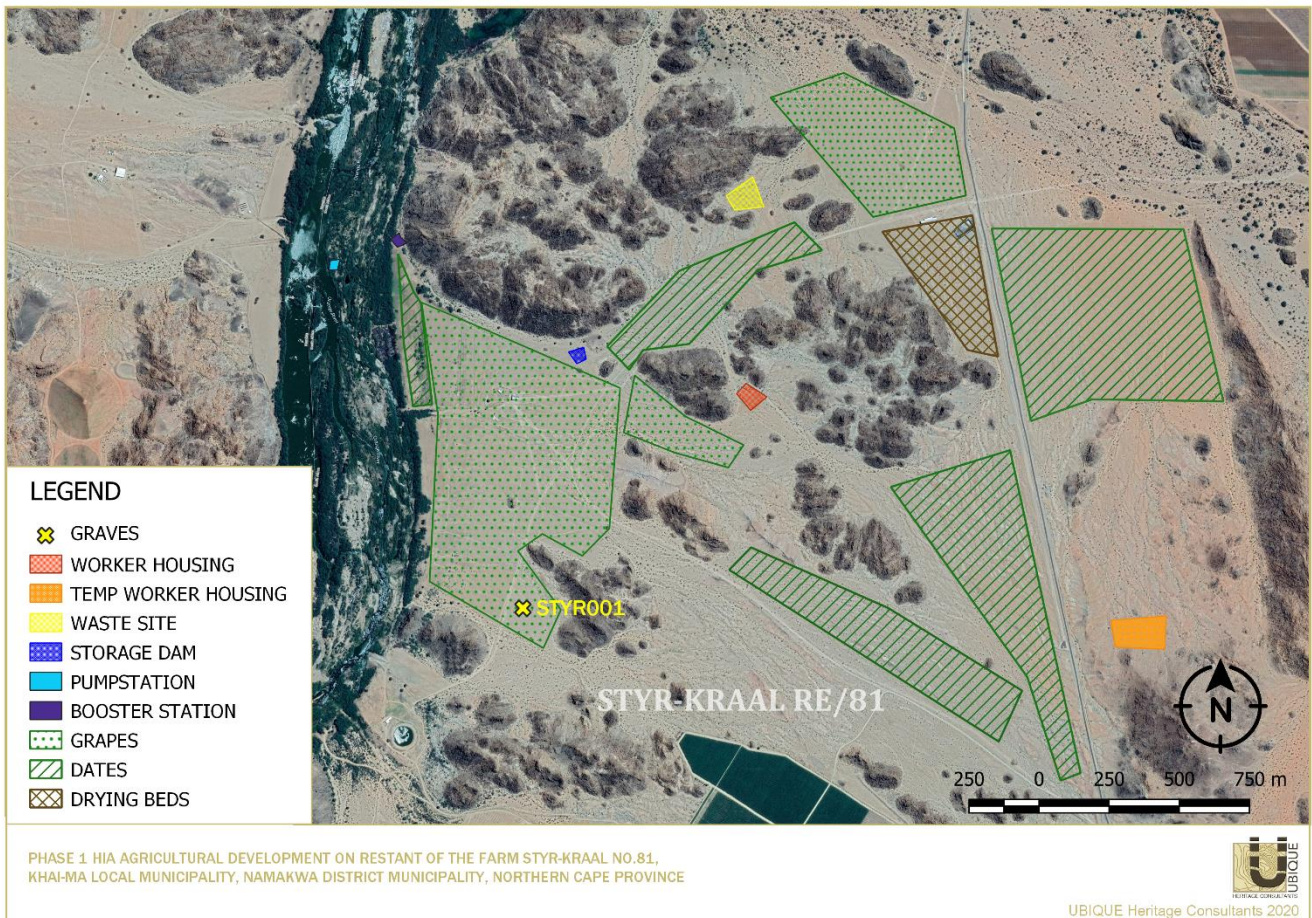 STYR001
STYR-KRAAL RE/81
LEGEND
GRAVES
WORKER HOUSING
TEMP WORKER HOUSING
WASTE SITE
STORAGE DAM
PUMPSTATION
BOOSTER STATION
GRAPES
DATES
DRYING BEDS
N
250 0 250 500 750 m
PHASE 1 HIA AGRICULTURAL DEVELOPMENT ON RESTANT OF THE FARM STYR-KRAAL NO.81,
KHAI-MA LOCAL MUNICIPALITY, NAMAKWA DISTRICT MUNICIPALITY, NORTHERN CAPE PROVINCE
UBIQUE
HERITAGE CONSULTANTS
UBIQUE Heritage Consultants 2020